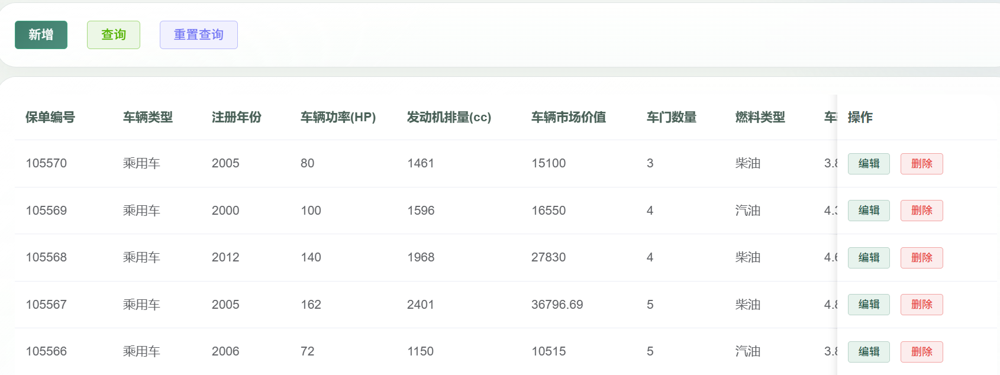 新增 查询 重置查询
保单编号 车辆类型 注册年份 车辆功率(HP) 发动机排量(cc) 车辆市场价值 车门数量 燃料类型 车 操作
105570 乘用车 2005 80 1461 15100 3 柴油 3. 编辑 删除
105569 乘用车 2000 100 1596 16550 4 汽油 4. 编辑 删除
105568 乘用车 2012 140 1968 27830 4 柴油 4. 编辑 删除
105567 乘用车 2005 162 2401 36796.69 5 柴油 4. 编辑 删除
105566 乘用车 2006 72 1150 10515 5 汽油 3. 编辑 删除